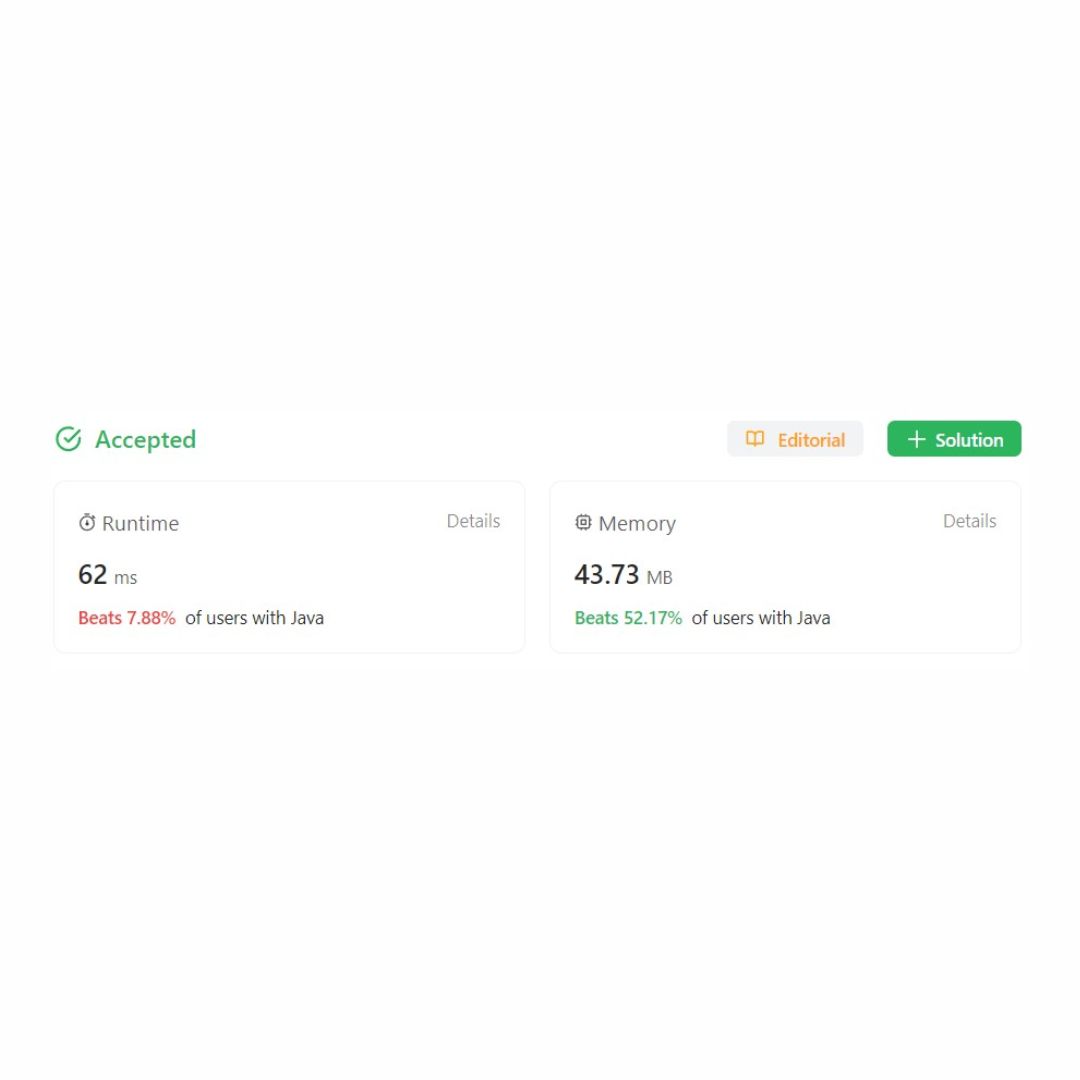 Accepted
Editorial
Solution
Runtime
Details
62 ms
Beats 7.88% of users with Java
Memory
Details
43.73 MB
Beats 52.17% of users with Java